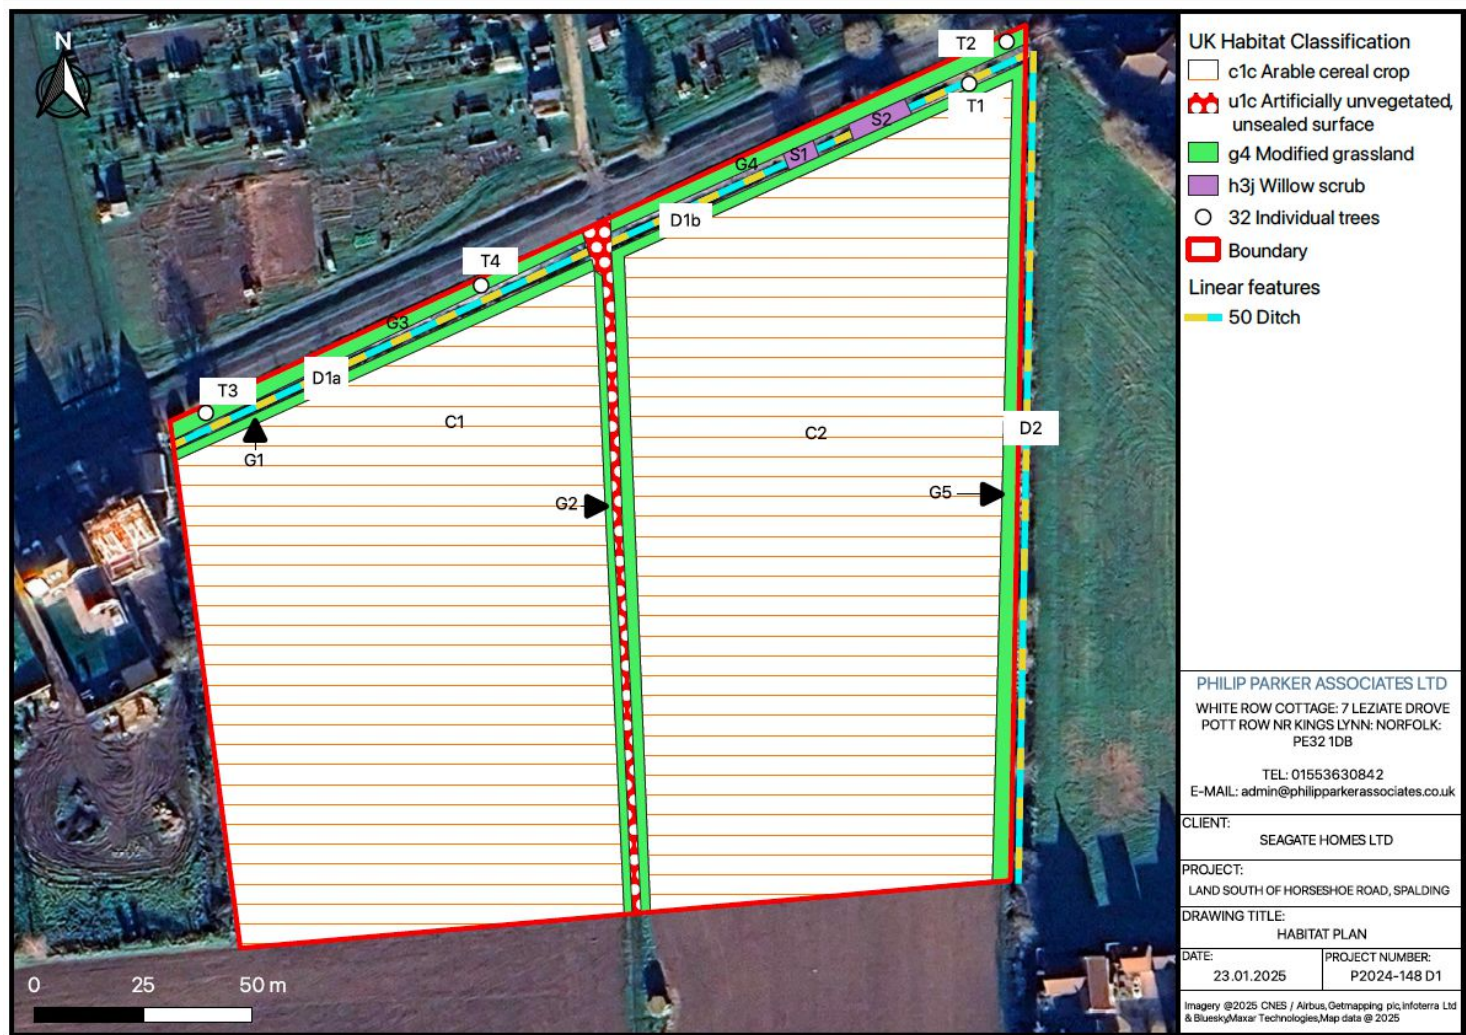 N
T2
T1
S2
S1
G4
D1b
T4
G3
D1a
T3
G1
C1
C2
D2
G2
G5
0 25 50 m
UK Habitat Classification
c1c Arable cereal crop
u1c Artificially unvegetated,
unsealed surface
g4 Modified grassland
h3j Willow scrub
32 Individual trees
Boundary
Linear features
50 Ditch
PHILIP PARKER ASSOCIATES LTD
WHITE ROW COTTAGE: 7 LEZIATE DROVE
POTT ROW NR KINGS LYNN: NORFOLK:
PE32 1DB
TEL: 01553630842
E-MAIL: admin@philipparkerassociates.co.uk
CLIENT:
SEAGATE HOMES LTD
PROJECT:
LAND SOUTH OF HORSESHOE ROAD, SPALDING
DRAWING TITLE:
HABITAT PLAN
DATE:
23.01.2025
PROJECT NUMBER:
P2024-148 D1
Imagery @2025 CNES / Airbus,Getmapping plc,Infoterra Ltd
& Bluesky,Maxar Technologies,Map data @ 2025